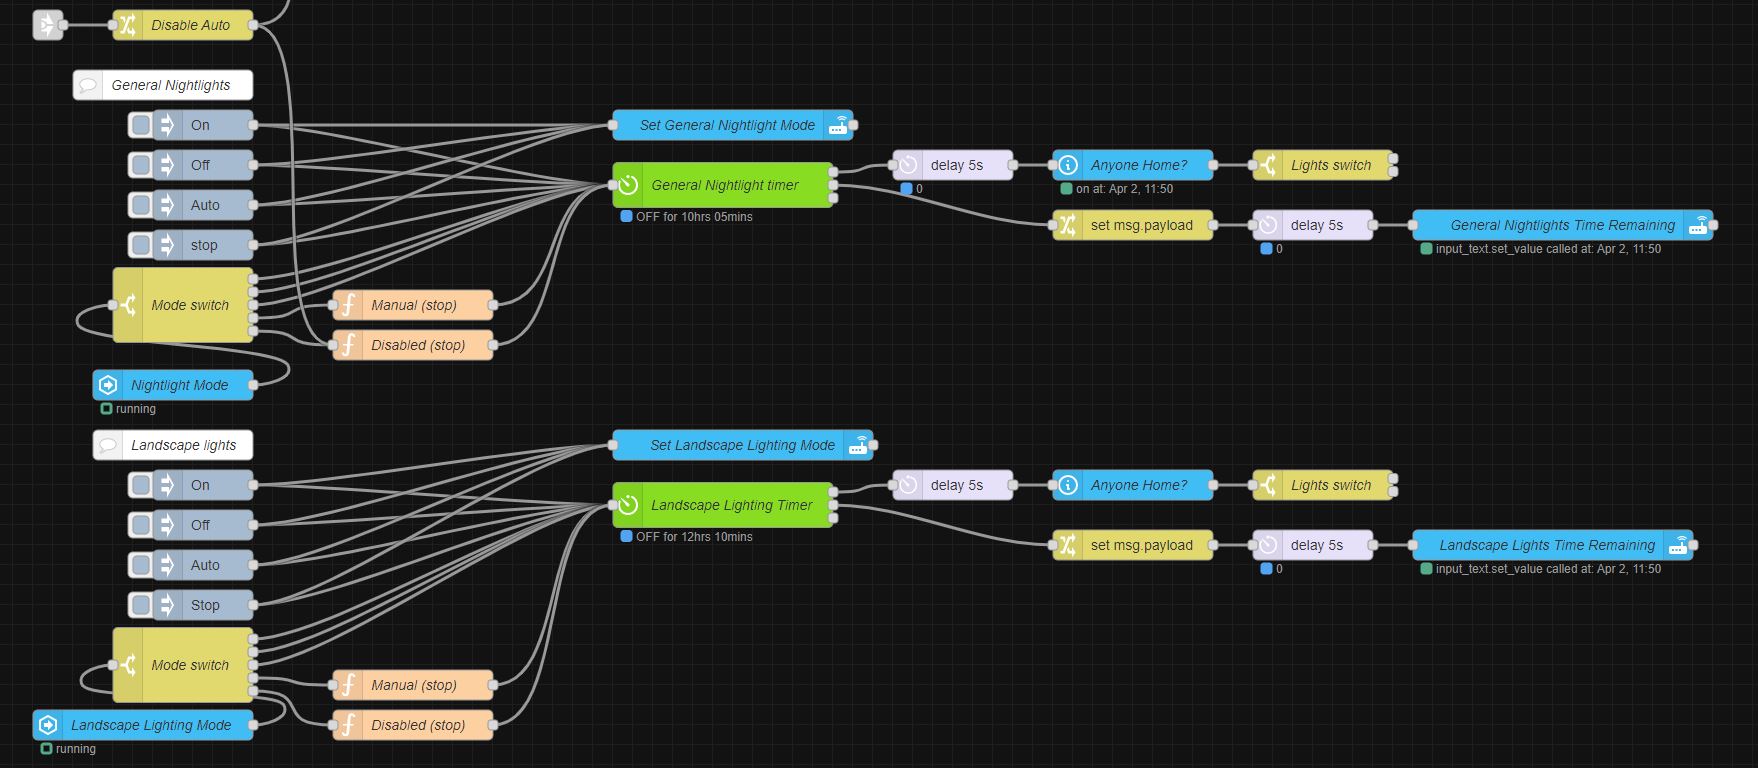 Disable Auto
General Nightlights
On
Set General Nightlight Mode
Off
delay 5s
Anyone Home?
Lights switch
General Nightlight timer
0
on at: Apr 2, 11:50
Auto
OFF for 10hrs 05mins
set msg.payload
delay 5s
General Nightlights Time Remaining
stop
0
input_text.set_value called at: Apr 2, 11:50
Mode switch
Manual (stop)
Disabled (stop)
Nightlight Mode
running
Landscape lights
Set Landscape Lighting Mode
On
delay 5s
Anyone Home?
Lights switch
Landscape Lighting Timer
Off
OFF for 12hrs 10mins
set msg.payload
delay 5s
Landscape Lights Time Remaining
Auto
0
input_text.set_value called at: Apr 2, 11:50
Stop
Mode switch
Manual (stop)
Landscape Lighting Mode
Disabled (stop)
running